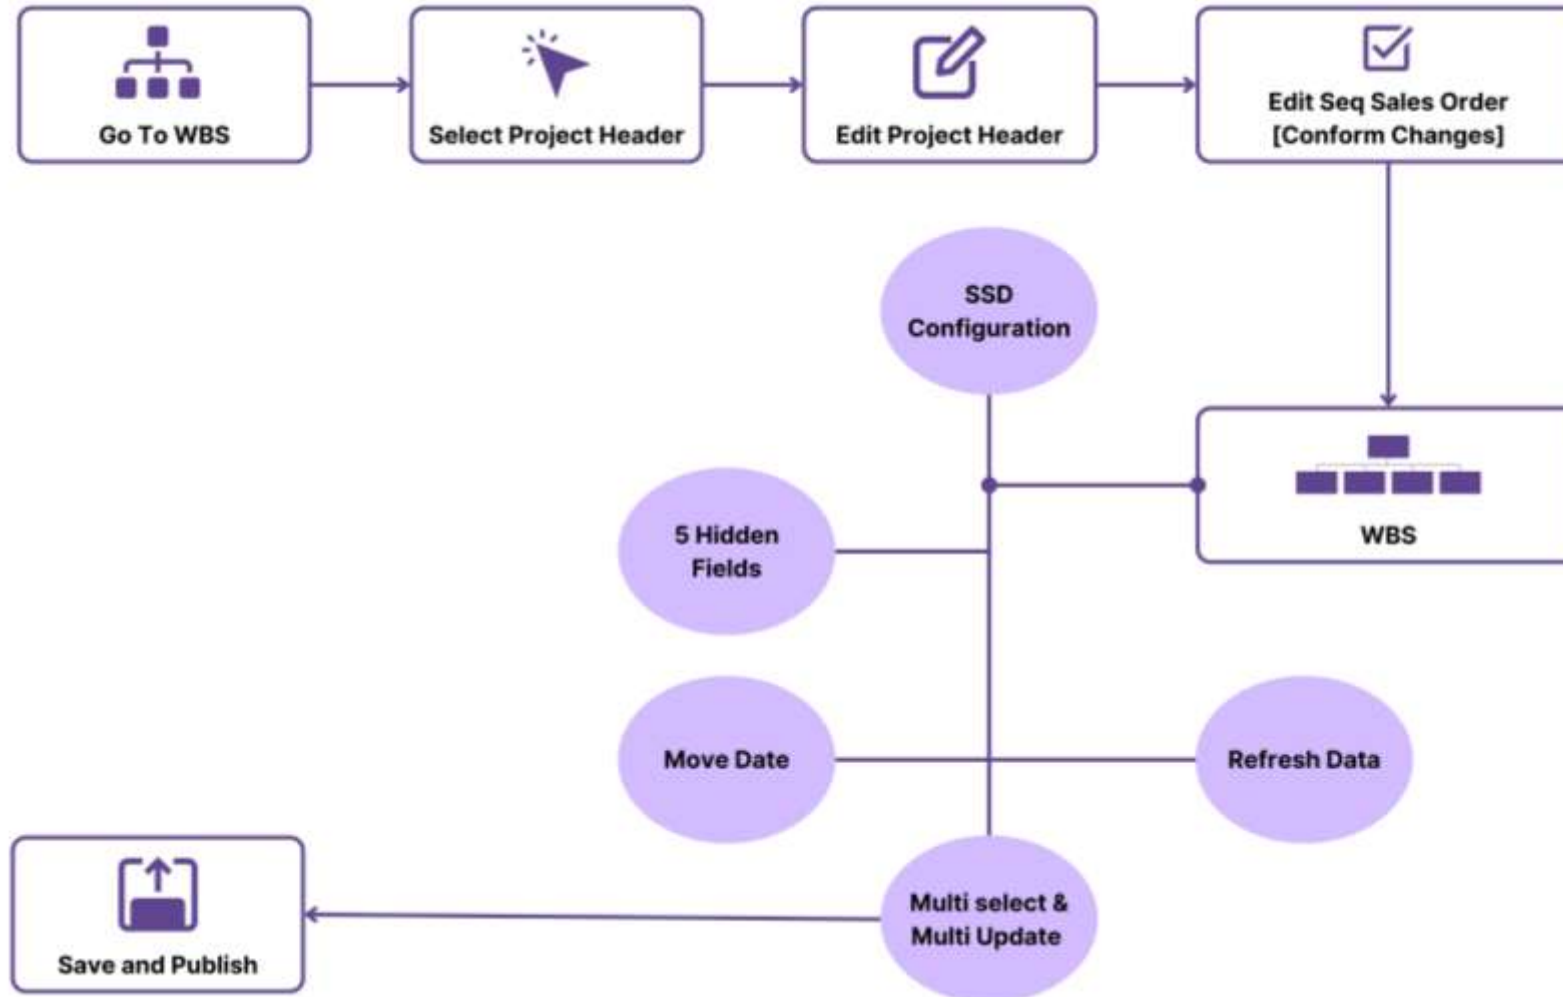 Go To WBS
Select Project Header
Edit Project Header
Edit Seq Sales Order
[Conform Changes]
SSD
Configuration
5 Hidden
Fields
WBS
Move Date
Refresh Data
Multi select &
Multi Update
Save and Publish